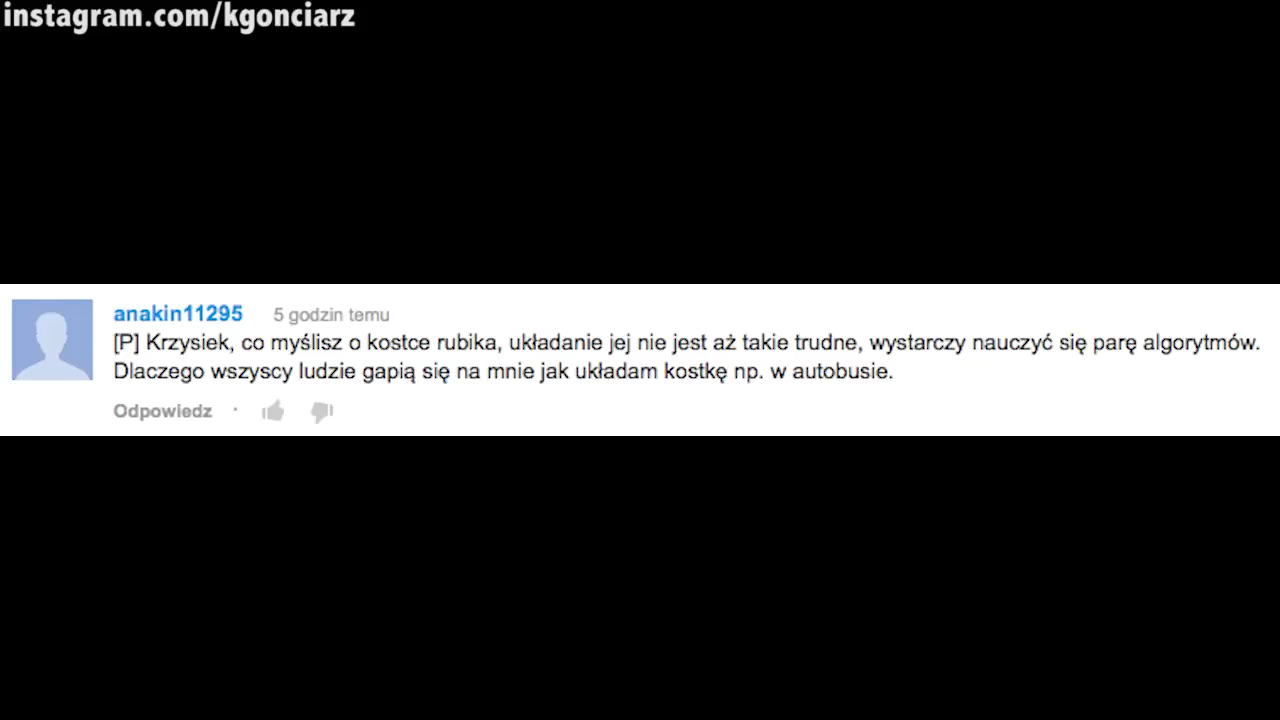 instagram.com/kgonciarz
anakin11295 5 godzin temu
[P] Krzysiek, co myślisz o kostce rubika, układanie jej nie jest aż takie trudne, wystarczy nauczyć się parę algorytmów.
Dlaczego wszyscy ludzie gapią się na mnie jak układam kostkę np. w autobusie.
Odpowiedz ·